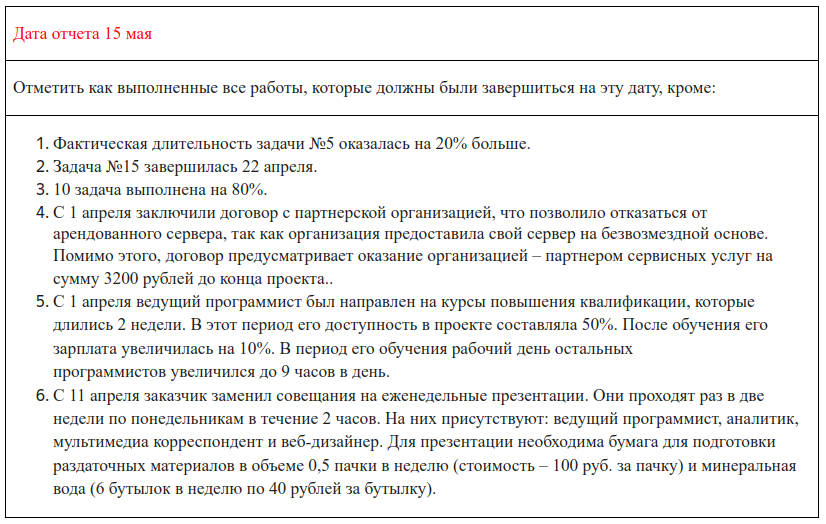 Дата отчета 15 мая
Отметить как выполненные все работы, которые должны были завершиться на эту дату, кроме:
1. Фактическая длительность задачи №5 оказалась на 20% больше.
2. Задача №15 завершилась 22 апреля.
3. 10 задача выполнена на 80%.
4. С 1 апреля заключили договор с партнерской организацией, что позволило отказаться от
арендованного сервера, так как организация предоставила свой сервер на безвозмездной основе.
Помимо этого, договор предусматривает оказание организацией – партнером сервисных услуг на
сумму 3200 рублей до конца проекта..
5. С 1 апреля ведущий программист был направлен на курсы повышения квалификации, которые
длились 2 недели. В этот период его доступность в проекте составляла 50%. После обучения его
зарплата увеличилась на 10%. В период его обучения рабочий день остальных
программистов увеличился до 9 часов в день.
6. С 11 апреля заказчик заменил совещания на еженедельные презентации. Они проходят раз в две
недели по понедельникам в течение 2 часов. На них присутствуют: ведущий программист, аналитик,
мультимедиа корреспондент и веб-дизайнер. Для презентации необходима бумага для подготовки
раздаточных материалов в объеме 0,5 пачки в неделю (стоимость – 100 руб. за пачку) и минеральная
вода (6 бутылок в неделю по 40 рублей за бутылку).